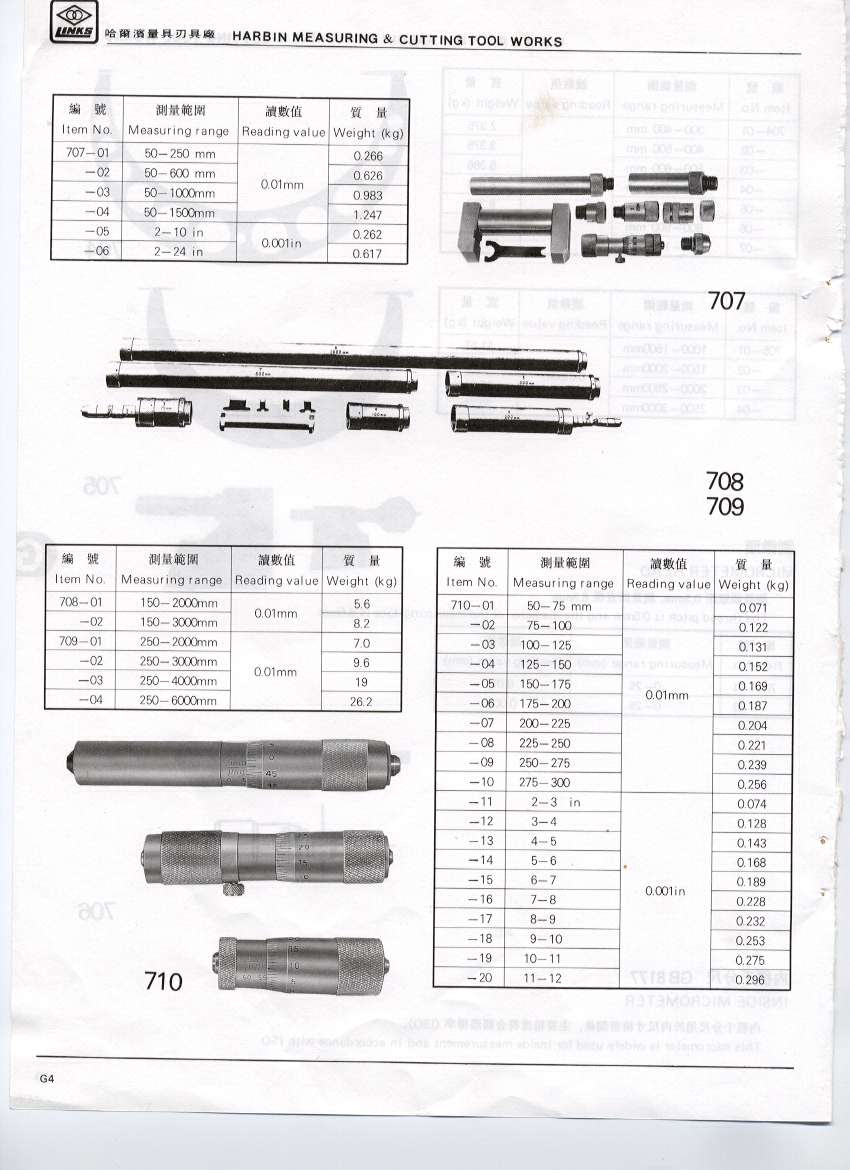 LINKS
哈爾濱量具刃具廠 HARBIN MEASURING & CUTTING TOOL WORKS
編 號 測量範圍 讀數值 質 量
Item No. Measuring range Reading value Weight (kg)
707—01 50—250 mm 0.01mm 0.266
—02 50—600 mm 0.626
—03 50—1000mm 0.983
—04 50—1500mm 1.247
—05 2—10 in 0.001in 0.262
—06 2—24 in 0.617
707
708
709
編 號 測量範圍 讀數值 質 量
Item No. Measuring range Reading value Weight (kg)
708—01 150—2000mm 0.01mm 5.6
—02 150—3000mm 8.2
709—01 250—2000mm 0.01mm 7.0
—02 250—3000mm 9.6
—03 250—4000mm 19
—04 250—6000mm 26.2
編 號 測量範圍 讀數值 質 量
Item No. Measuring range Reading value Weight (kg)
710—01 50—75 mm 0.01mm 0.071
—02 75—100 0.122
—03 100—125 0.131
—04 125—150 0.152
—05 150—175 0.169
—06 175—200 0.187
—07 200—225 0.204
—08 225—250 0.221
—09 250—275 0.239
—10 275—300 0.256
—11 2—3 in 0.001in 0.074
—12 3—4 0.128
—13 4—5 0.143
—14 5—6 0.168
—15 6—7 0.189
—16 7—8 0.228
—17 8—9 0.232
—18 9—10 0.253
—19 10—11 0.275
—20 11—12 0.296
710
G4